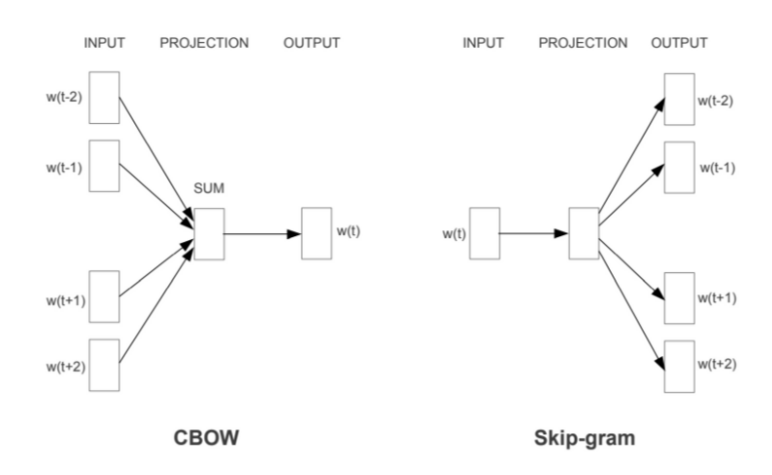 INPUT PROJECTION OUTPUT
w(t-2)
w(t-1)
SUM
w(t)
w(t+1)
w(t+2)
CBOW
INPUT PROJECTION OUTPUT
w(t-2)
w(t-1)
w(t)
w(t+1)
w(t+2)
Skip-gram